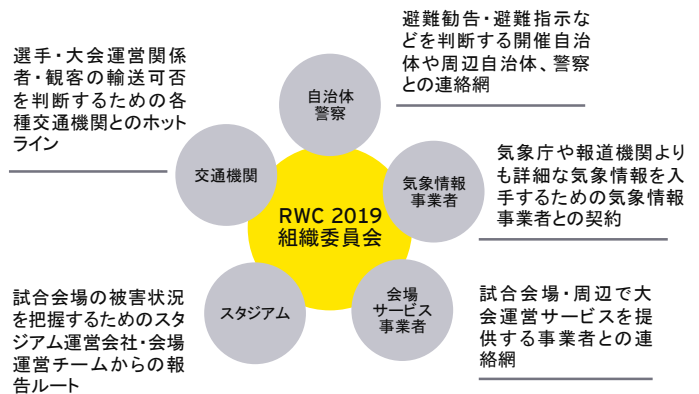 避難勧告・避難指示な
どを判断する開催自治
体や周辺自治体、警察
との連絡網
選手・大会運営関係
者・観客の輸送可否
を判断するための各
種交通機関とのホット
ライン
自治体
警察
交通機関
気象情報
事業者
気象庁や報道機関より
も詳細な気象情報を入
手するための気象情報
事業者との契約
RWC 2019
組織委員会
試合会場の被害状況
を把握するためのスタ
ジアム運営会社・会場
運営チームからの報
告ルート
スタジアム
会場
サービス
事業者
試合会場・周辺で大
会運営サービスを提
供する事業者との連
絡網